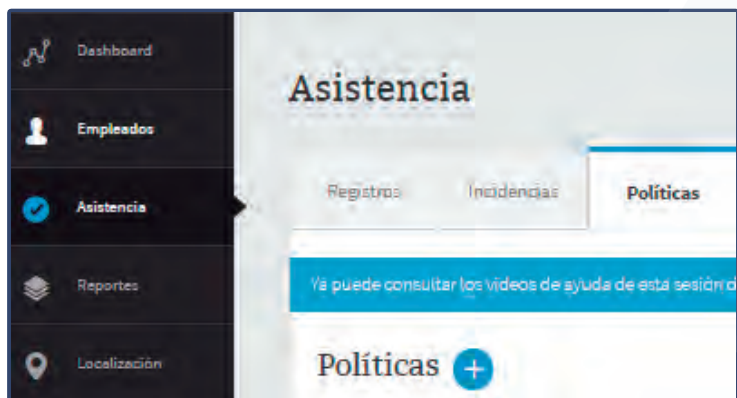 Dashboard
Empleados
Asistencia
Reportes
Localización
Asistencia
Registros
Incidencias
Políticas
Ya puede consultar los videos de ayuda de esta sesión d
Políticas